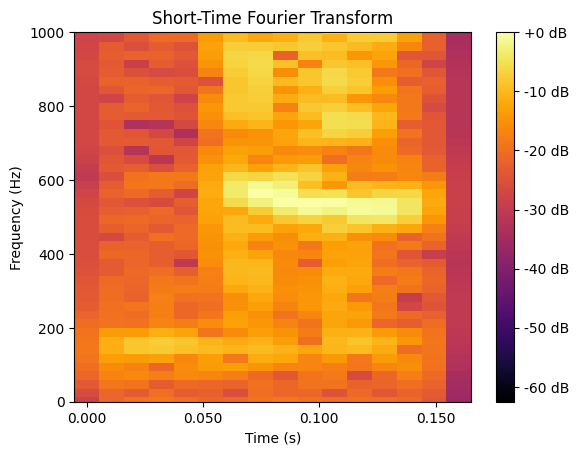 Short-Time Fourier Transform
Frequency (Hz)
1000
800
600
400
200
0
0.000
0.050
0.100
0.150
Time (s)
+0 dB
-10 dB
-20 dB
-30 dB
-40 dB
-50 dB
-60 dB